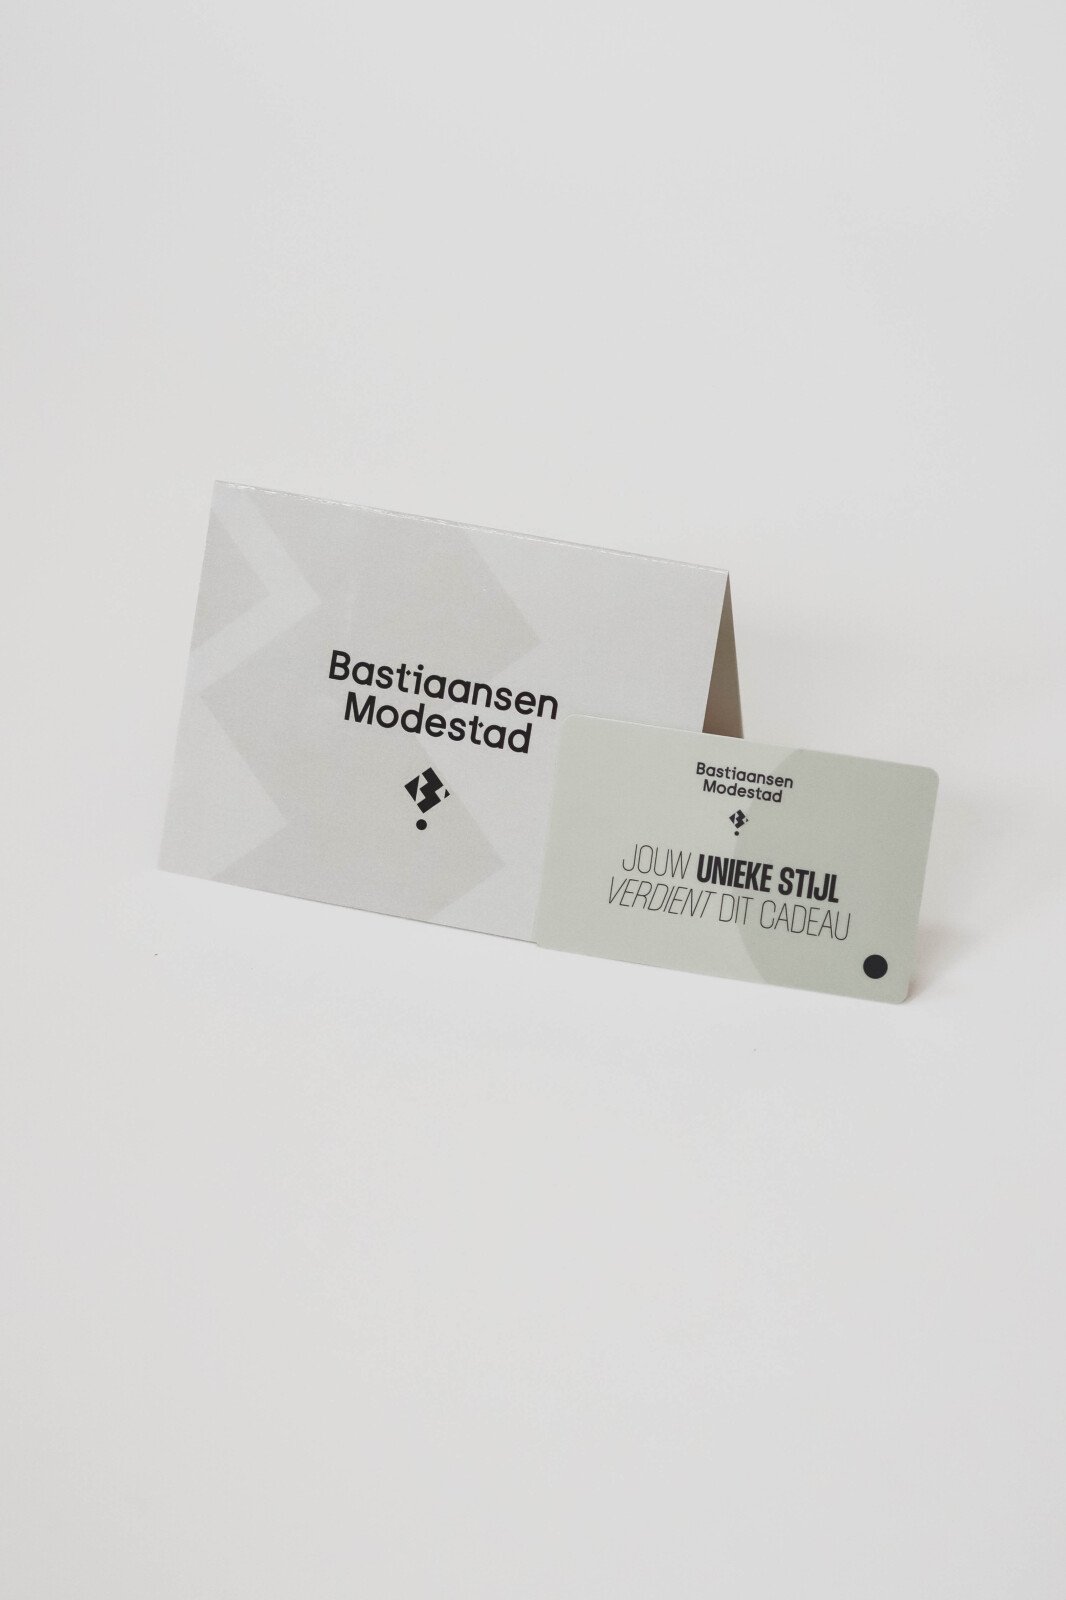 Bastiaansen
Modestad
Bastiaansen
Modestad
JOUW UNIEKE STIJL
VERDIENT DIT CADEAU